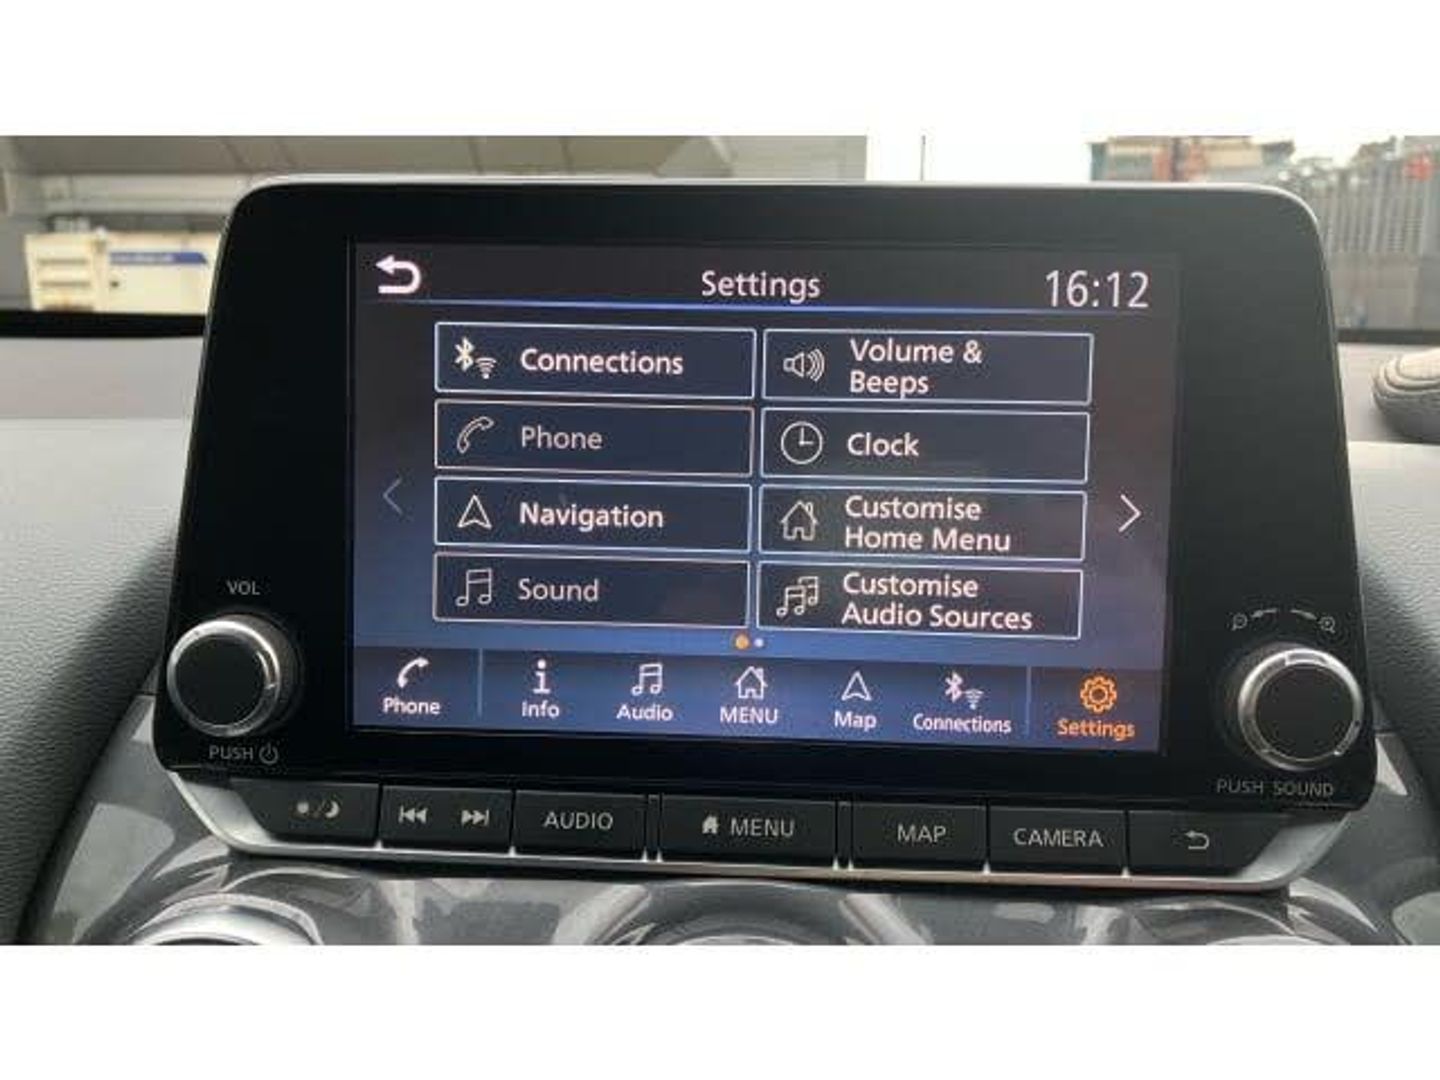 Settings
16:12
Connections
Volume &
Beeps
Phone
Clock
Navigation
Customise
Home Menu
Sound
Customise
Audio Sources
Phone
Info
Audio
MENU
Map
Connections
Settings
VOL
PUSH
PUSH SOUND
AUDIO
MENU
MAP
CAMERA